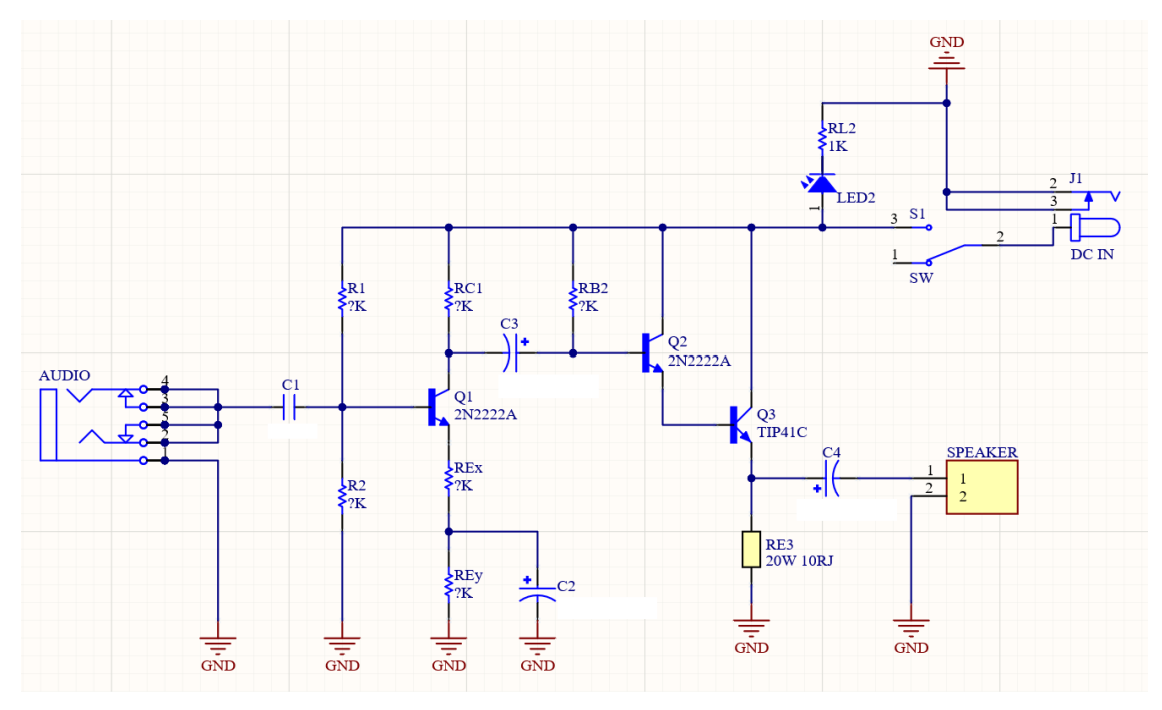 GND
RL2
1K
LED2
1
J1
2
3
1
DC IN
3
S1
2
1
SW
R1
?K
RC1
?K
RB2
?K
C3
+
Q2
2N2222A
AUDIO
4
3
5
2
1
C1
Q1
2N2222A
Q3
TIP41C
REx
?K
R2
?K
C4
+
SPEAKER
1
2
1
2
RE3
20W 10RJ
REy
?K
+
C2
GND
GND
GND
GND
GND
GND